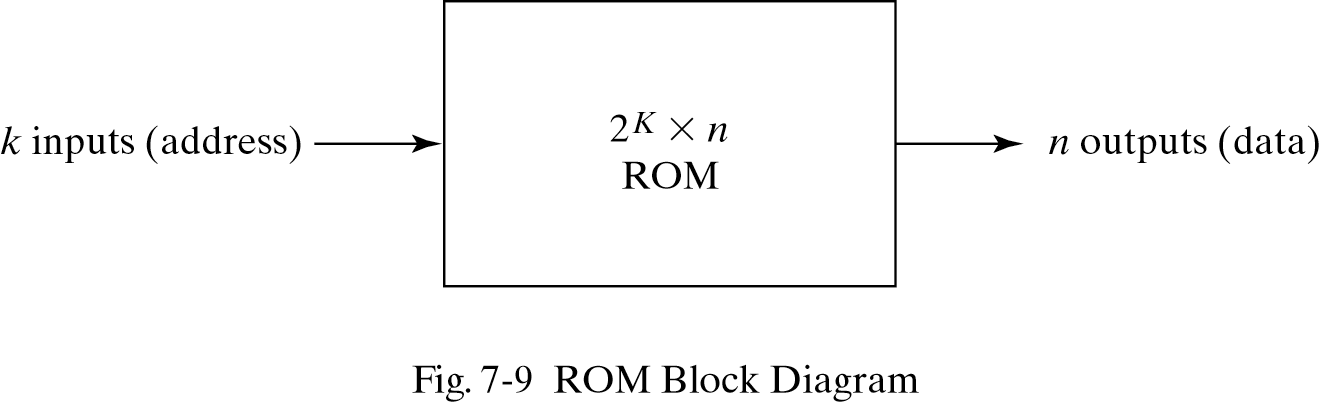 k inputs (address)
2^K × n
ROM
n outputs (data)
Fig. 7-9 ROM Block Diagram